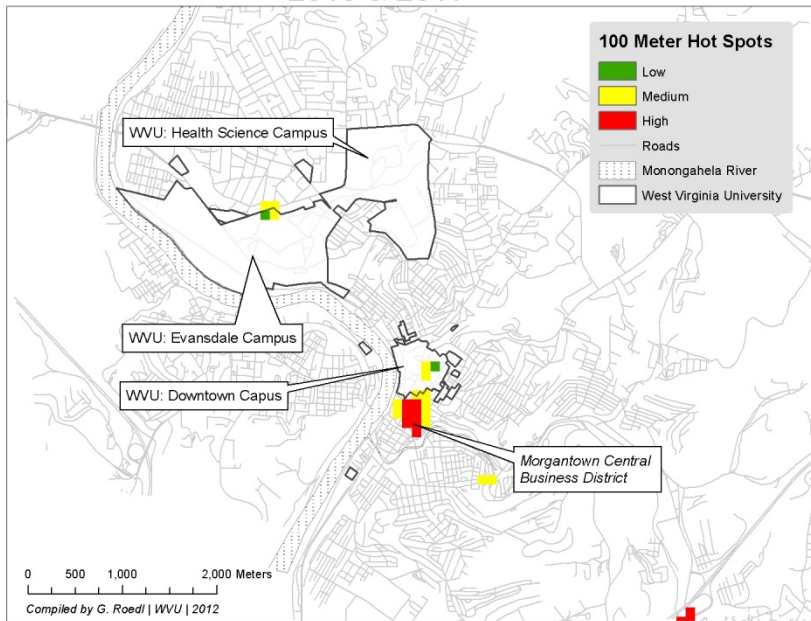 100 Meter Hot Spots
Low
Medium
High
Roads
Monongahela River
West Virginia University
WVU: Health Science Campus
WVU: Evansdale Campus
WVU: Downtown Capus
Morgantown Central
Business District
0 500 1,000 2,000 Meters
Compiled by G. Roedl | WVU | 2012